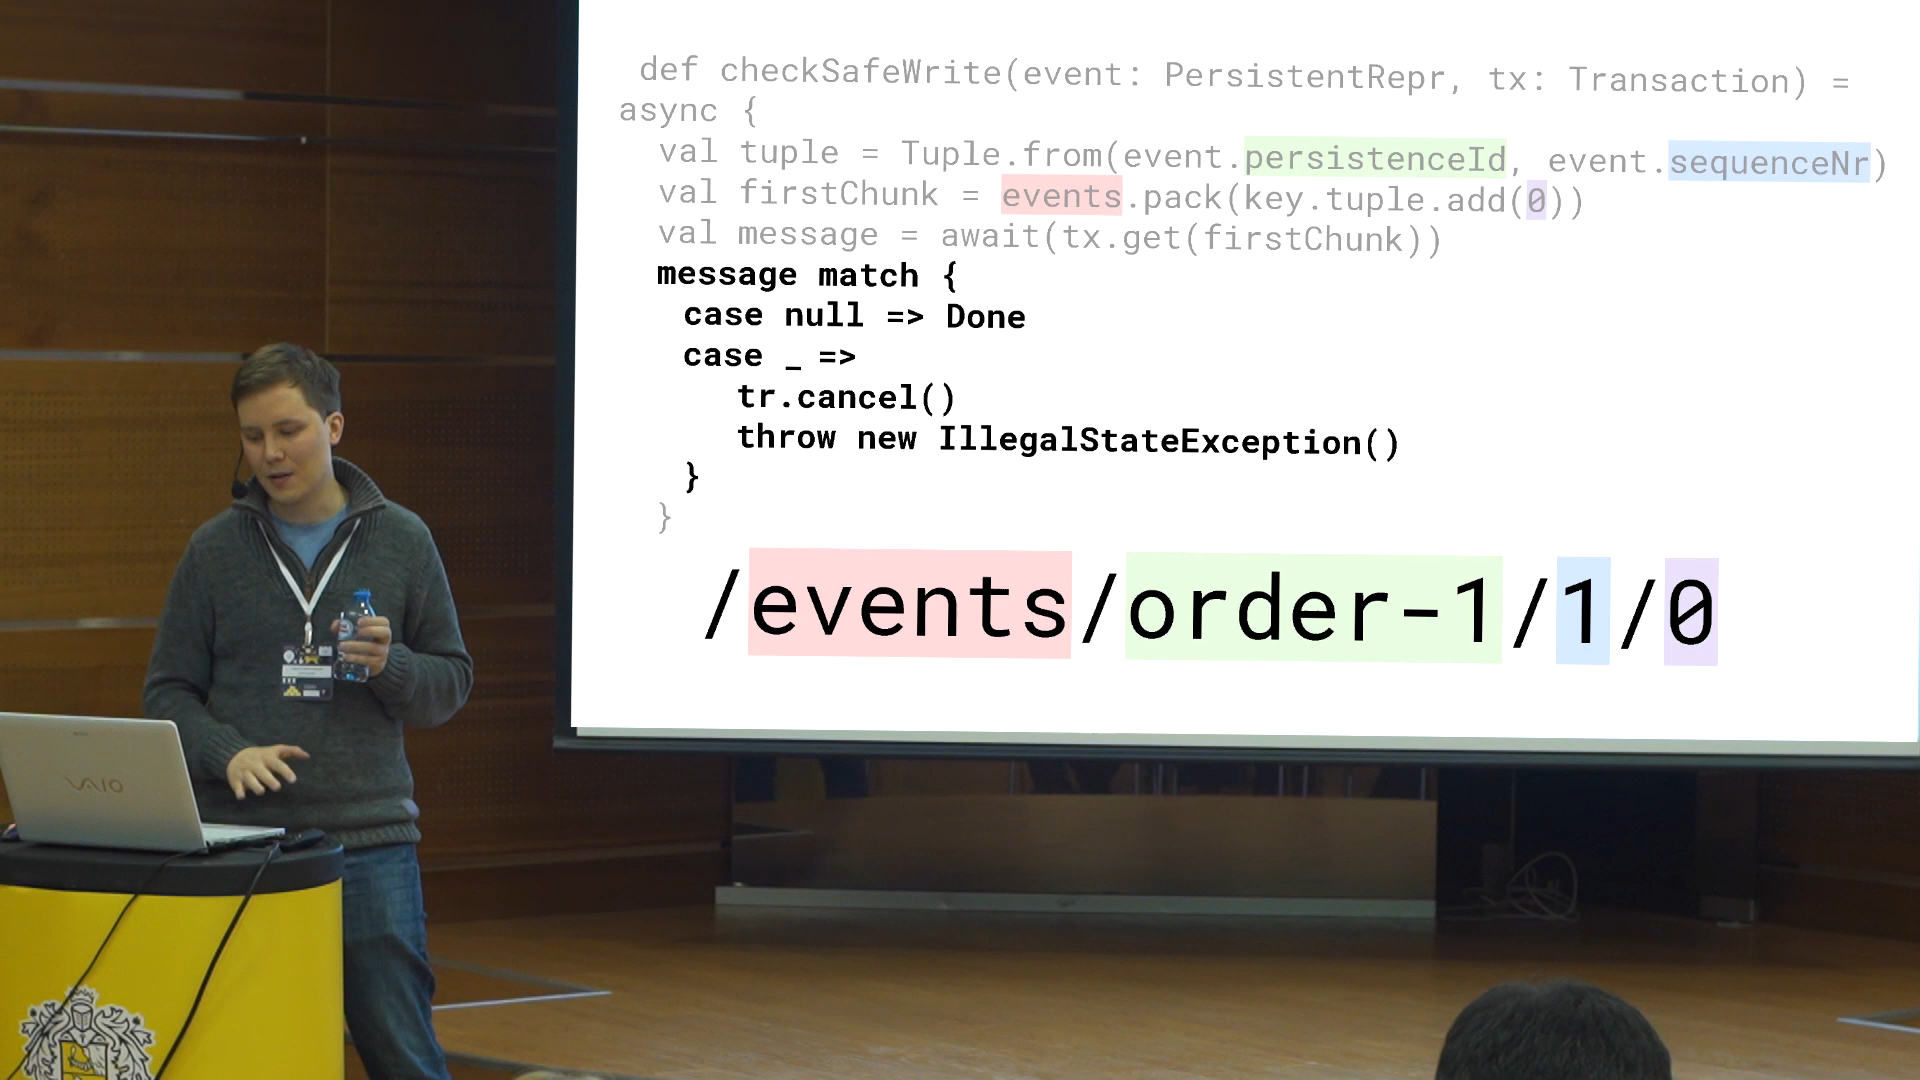 def checkSafeWrite(event: PersistentRepr, tx: Transaction) =
async {
val tuple = Tuple.from(event.persistenceId, event.sequenceNr)
val firstChunk = events.pack(key.tuple.add(0))
val message = await(tx.get(firstChunk))
message match {
case null => Done
case _ =>
tr.cancel()
throw new IllegalStateException()
}
}
/events/order-1/1/0
VAIO